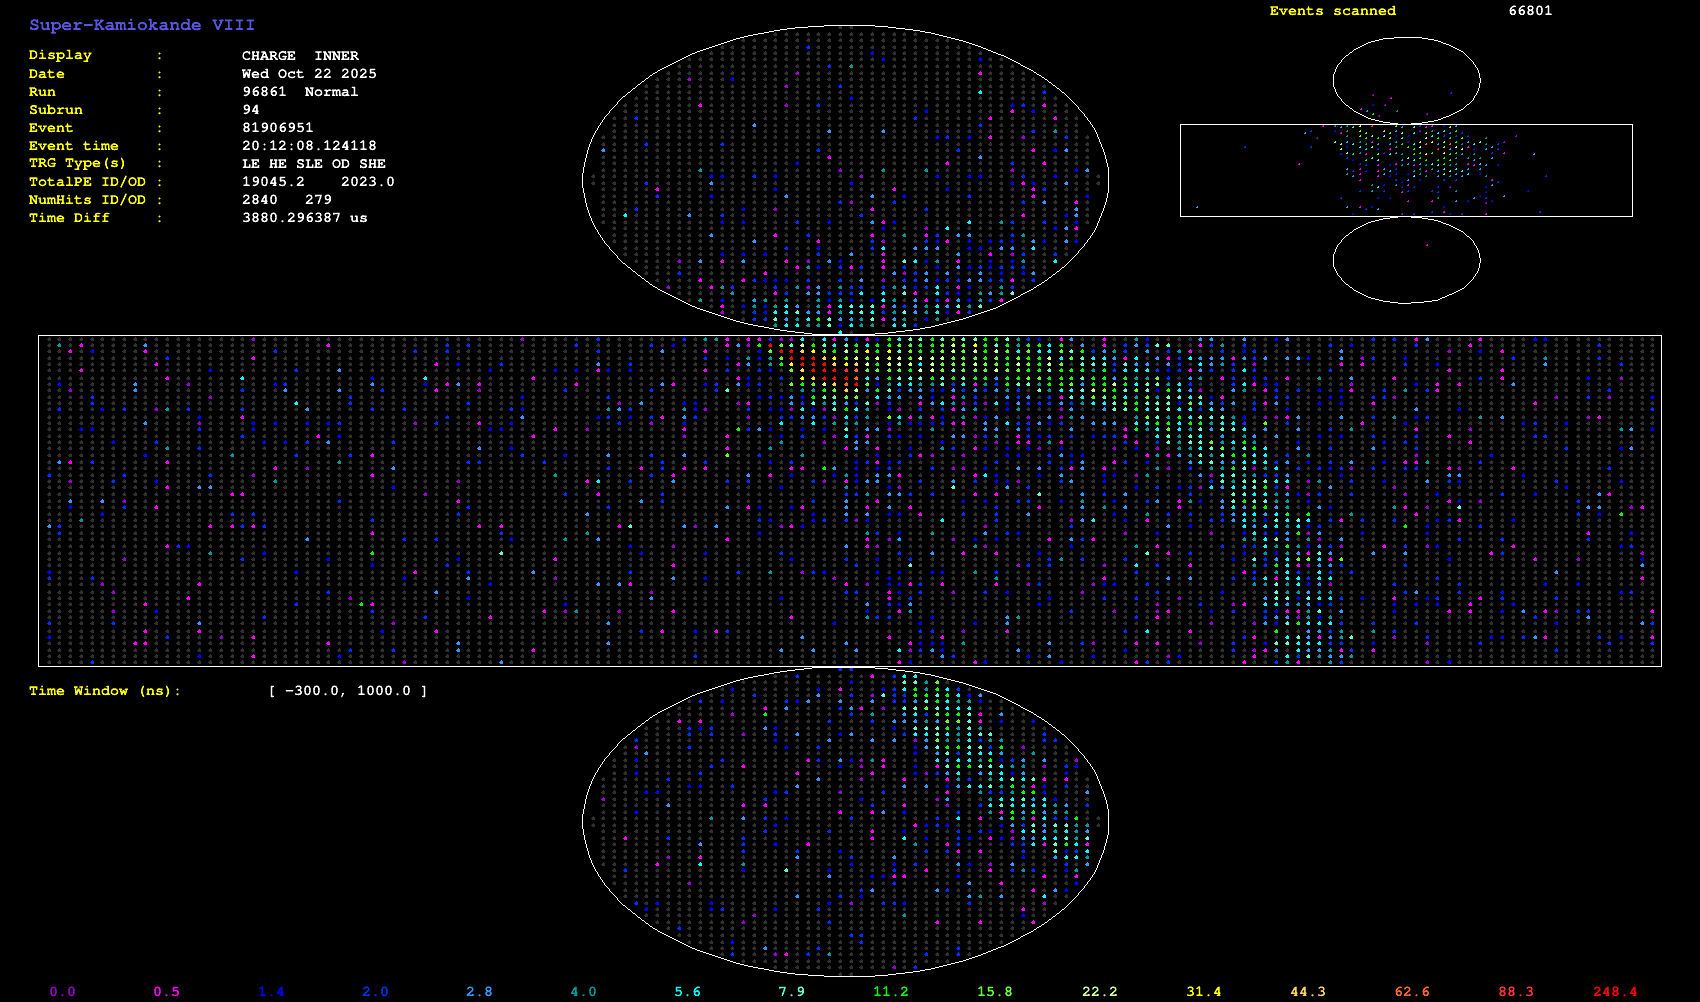 Super-Kamiokande VIII
Events scanned 66801
Display : CHARGE INNER
Date : Wed Oct 22 2025
Run : 96861 Normal
Subrun : 94
Event : 81906951
Event time : 20:12:08.124118
TRG Type(s) : LE HE SLE OD SHE
TotalPE ID/OD : 19045.2 2023.0
NumHits ID/OD : 2840 279
Time Diff : 3880.296387 us
Time Window (ns): [ -300.0, 1000.0 ]
0.0 0.5 1.4 2.0 2.8 4.0 5.6 7.9 11.2 15.8 22.2 31.4 44.3 62.6 88.3 248.4